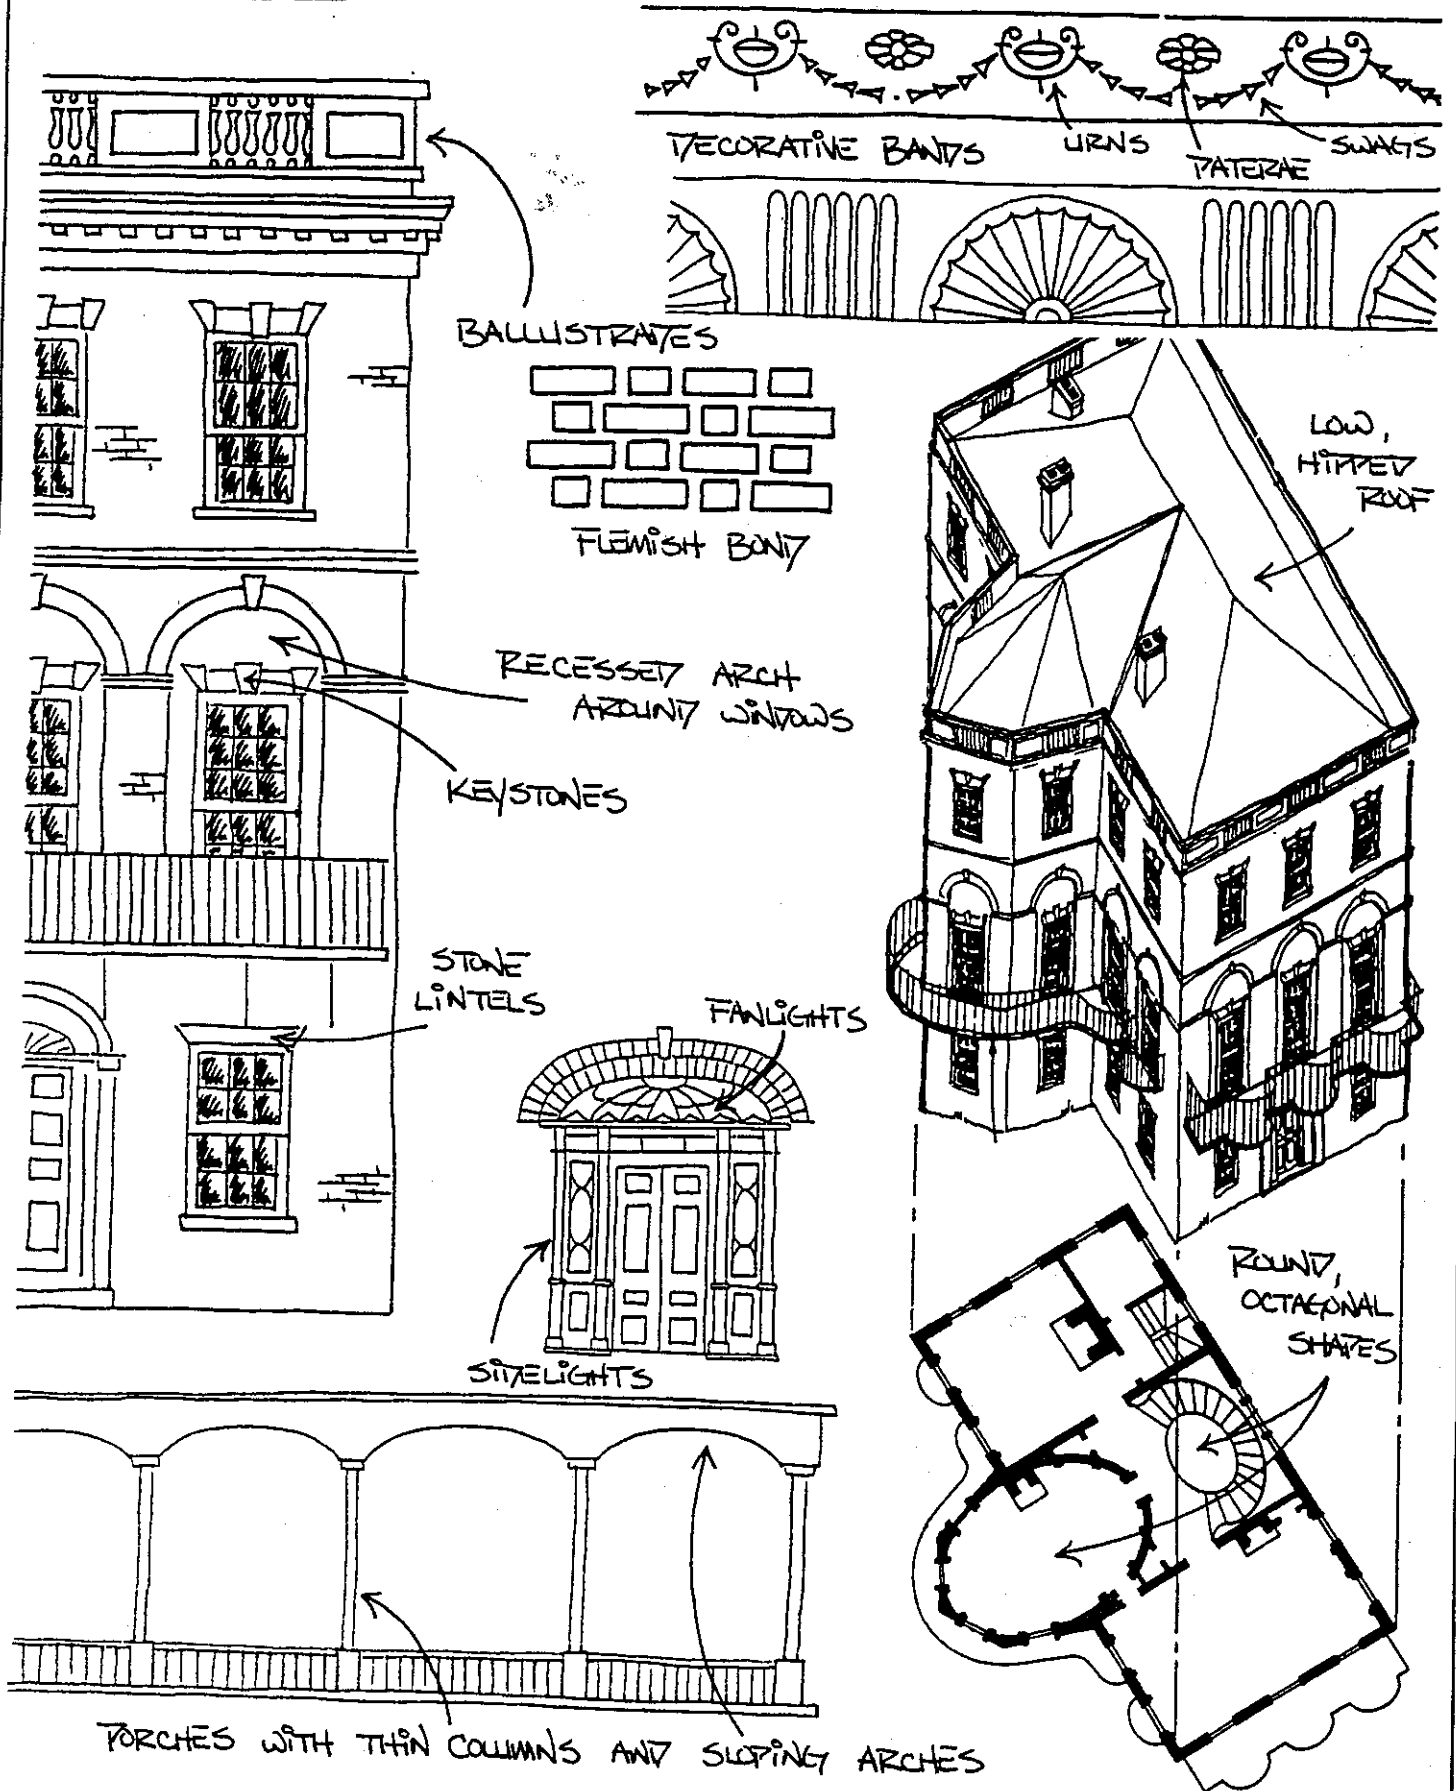 DECORATIVE BANDS
URNS
PATERAE
SWAGS
BALLUSTRADES
FLEMISH BOND
LOW,
HIPPED
ROOF
RECESSED ARCH
AROUND WINDOWS
KEYSTONES
STONE
LINTELS
FANLIGHTS
SIDELIGHTS
ROUND,
OCTAGONAL
SHAPES
PORCHES WITH THIN COLUMNS AND SLOPING ARCHES